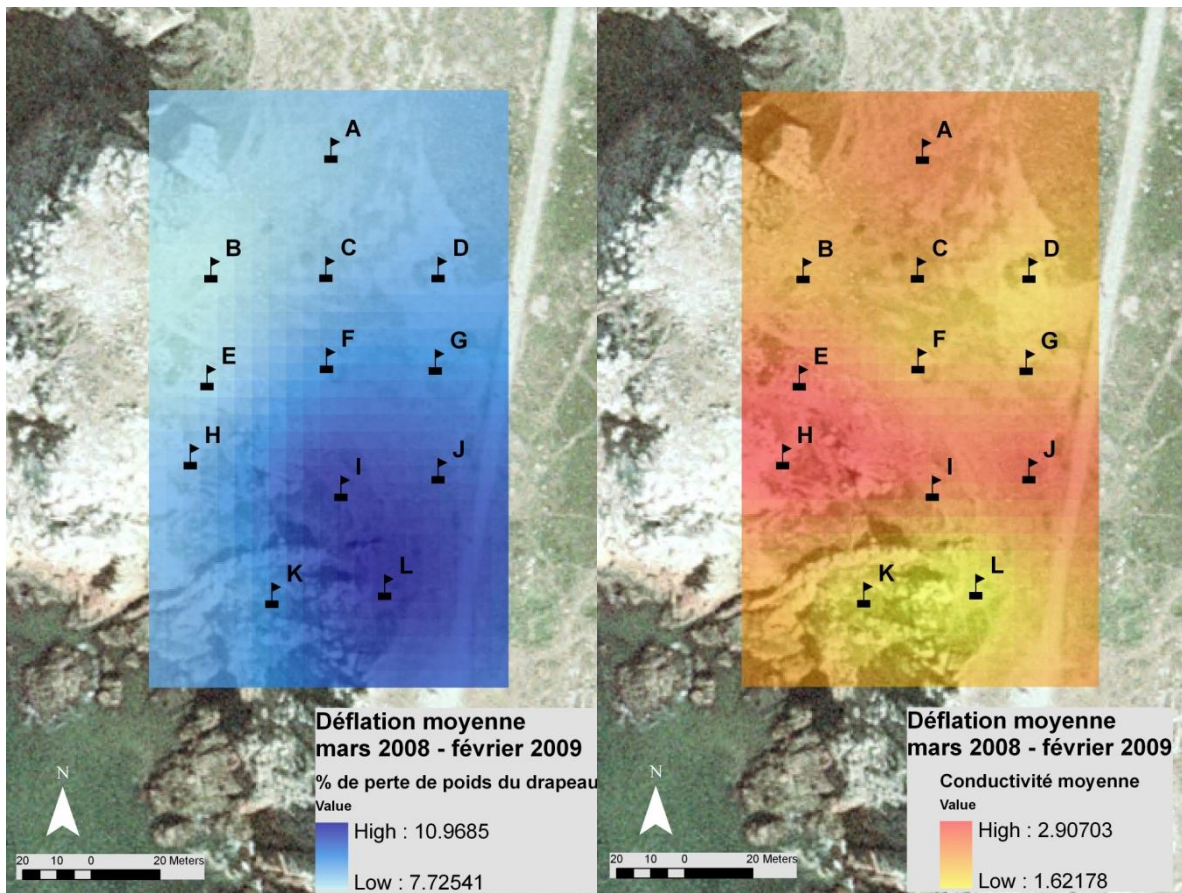 A
B
C
D
E
F
G
H
I
J
K
L
Déflation moyenne
mars 2008 - février 2009
% de perte de poids du drapeau
Value
High : 10.9685
Low : 7.72541
N
20 10 0 20 Meters
A
B
C
D
E
F
G
H
I
J
K
L
Déflation moyenne
mars 2008 - février 2009
Conductivité moyenne
Value
High : 2.90703
Low : 1.62178
N
20 10 0 20 Meters